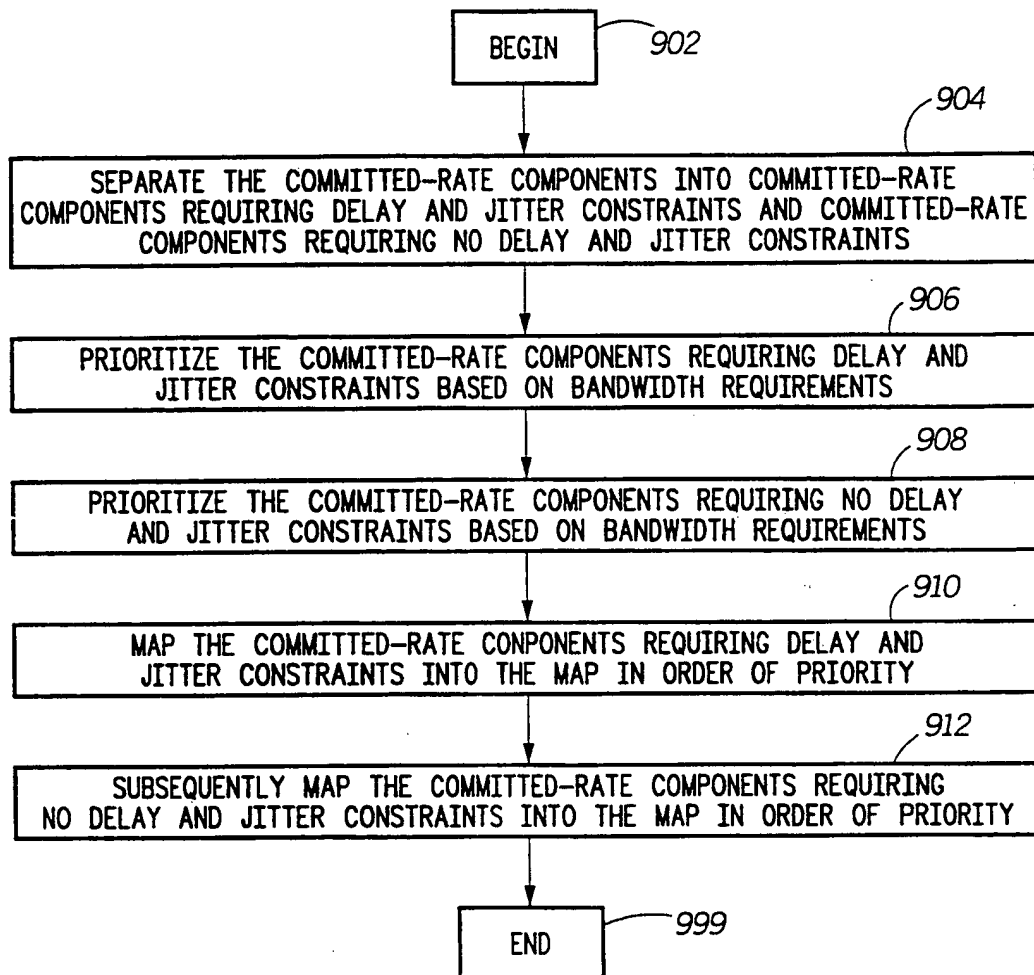 BEGIN
902
904
SEPARATE THE COMMITTED-RATE COMPONENTS INTO COMMITTED-RATE
COMPONENTS REQUIRING DELAY AND JITTER CONSTRAINTS AND COMMITTED-RATE
COMPONENTS REQUIRING NO DELAY AND JITTER CONSTRAINTS
906
PRIORITIZE THE COMMITTED-RATE COMPONENTS REQUIRING DELAY AND
JITTER CONSTRAINTS BASED ON BANDWIDTH REQUIREMENTS
908
PRIORITIZE THE COMMITTED-RATE COMPONENTS REQUIRING NO DELAY
AND JITTER CONSTRAINTS BASED ON BANDWIDTH REQUIREMENTS
910
MAP THE COMMITTED-RATE CONPONENTS REQUIRING DELAY AND
JITTER CONSTRAINTS INTO THE MAP IN ORDER OF PRIORITY
912
SUBSEQUENTLY MAP THE COMMITTED-RATE COMPONENTS REQUIRING
NO DELAY AND JITTER CONSTRAINTS INTO THE MAP IN ORDER OF PRIORITY
END
999